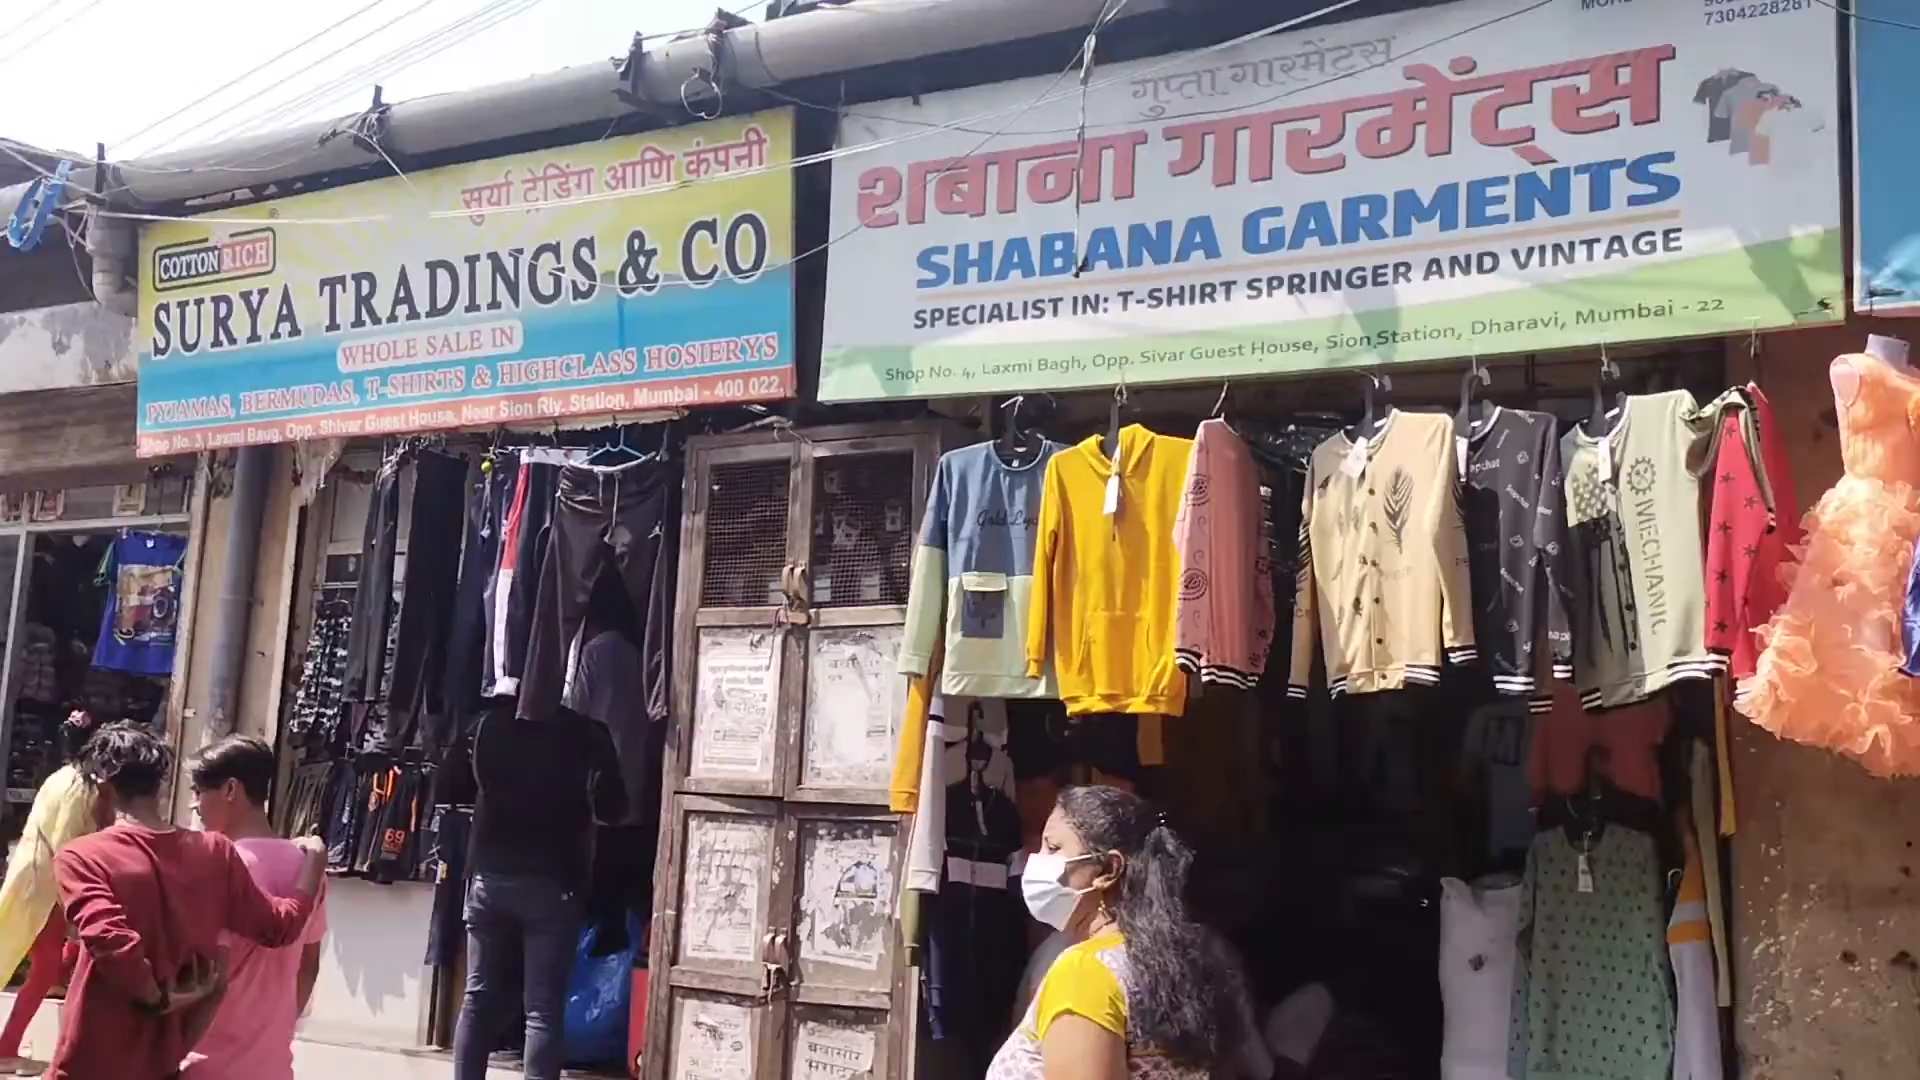 सुर्या ट्रेडिंग आणि कंपनी
COTTON RICH
SURYA TRADINGS & CO
WHOLE SALE IN
PYJAMAS, BERMUDAS, T-SHIRTS & HIGHCLASS HOSIERYS
Shop No. 3, Laxmi Baug, Opp. Shivar Guest House, Near Sion Rly. Station, Mumbai - 400 022.
7304228281
गुप्ता गारमेंटस
शबाना गारमेंट्स
SHABANA GARMENTS
SPECIALIST IN: T-SHIRT SPRINGER AND VINTAGE
Shop No. 4, Laxmi Bagh, Opp. Sivar Guest House, Sion Station, Dharavi, Mumbai - 22
MECHANIC
69
बवासीर